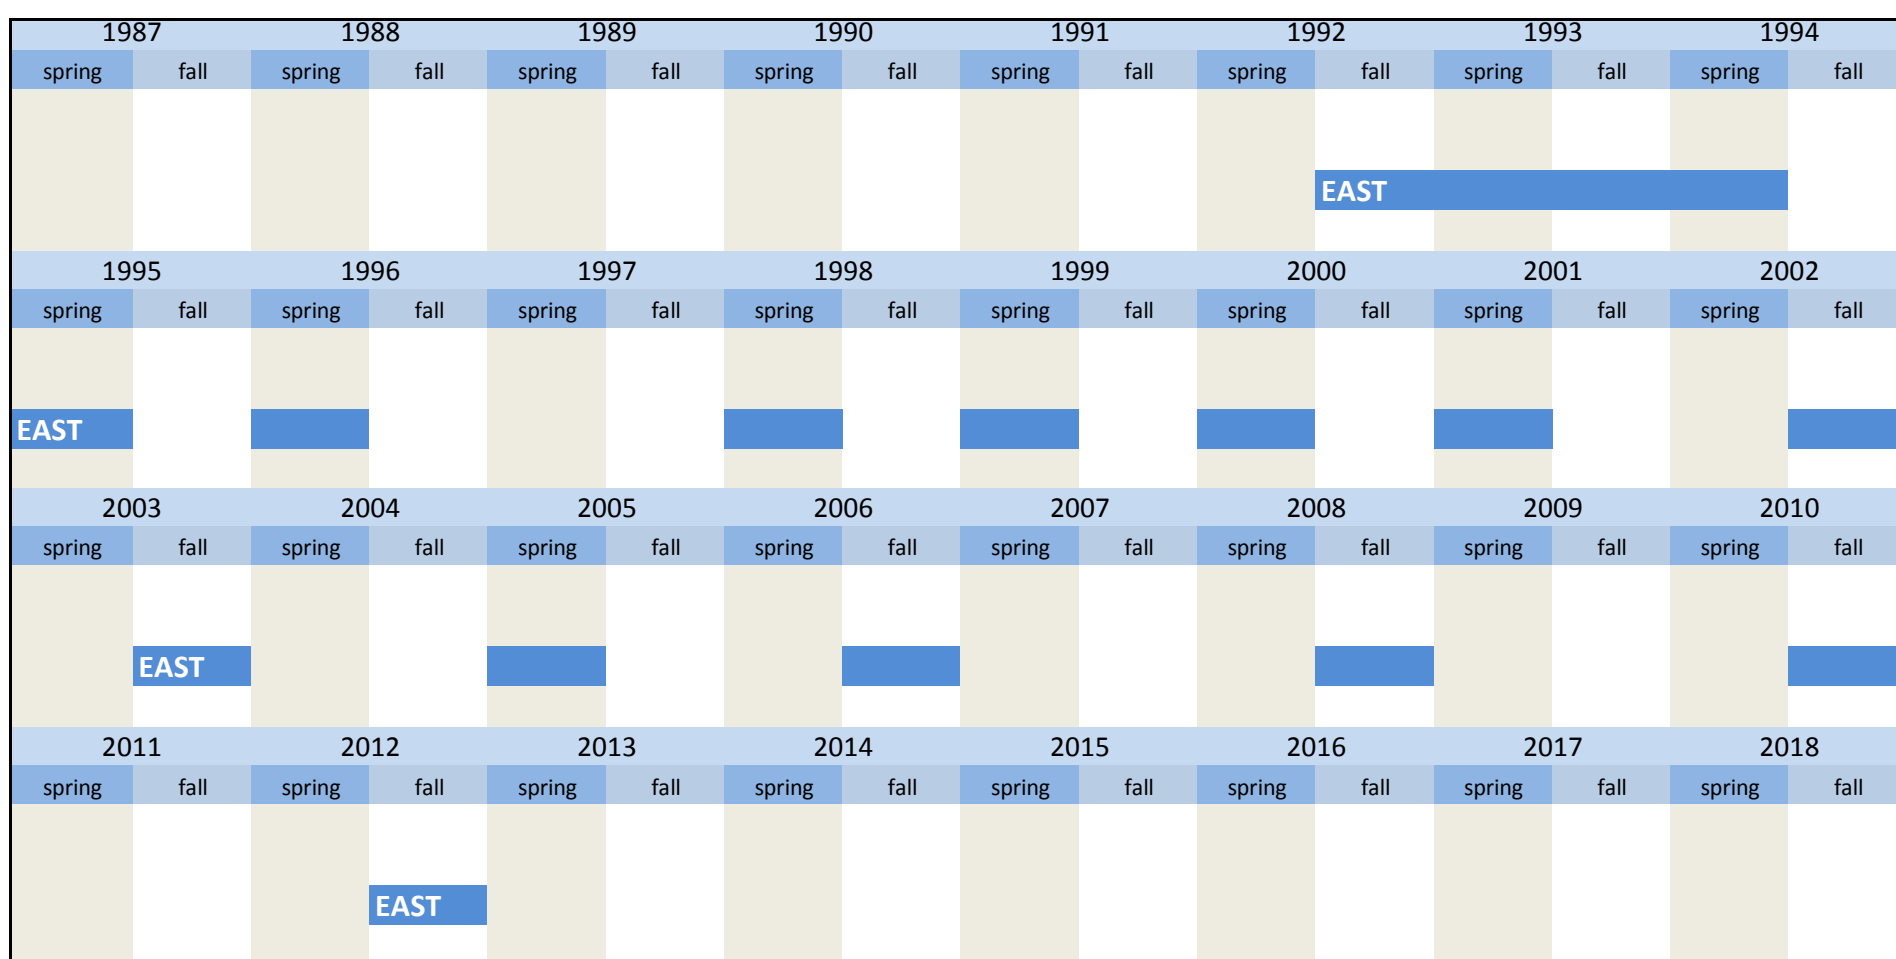 1987 1988 1989 1990 1991 1992 1993 1994
spring fall spring fall spring fall spring fall spring fall spring fall spring fall spring fall
EAST
1995 1996 1997 1998 1999 2000 2001 2002
spring fall spring fall spring fall spring fall spring fall spring fall spring fall spring fall
EAST
2003 2004 2005 2006 2007 2008 2009 2010
spring fall spring fall spring fall spring fall spring fall spring fall spring fall spring fall
EAST
2011 2012 2013 2014 2015 2016 2017 2018
spring fall spring fall spring fall spring fall spring fall spring fall spring fall spring fall
EAST